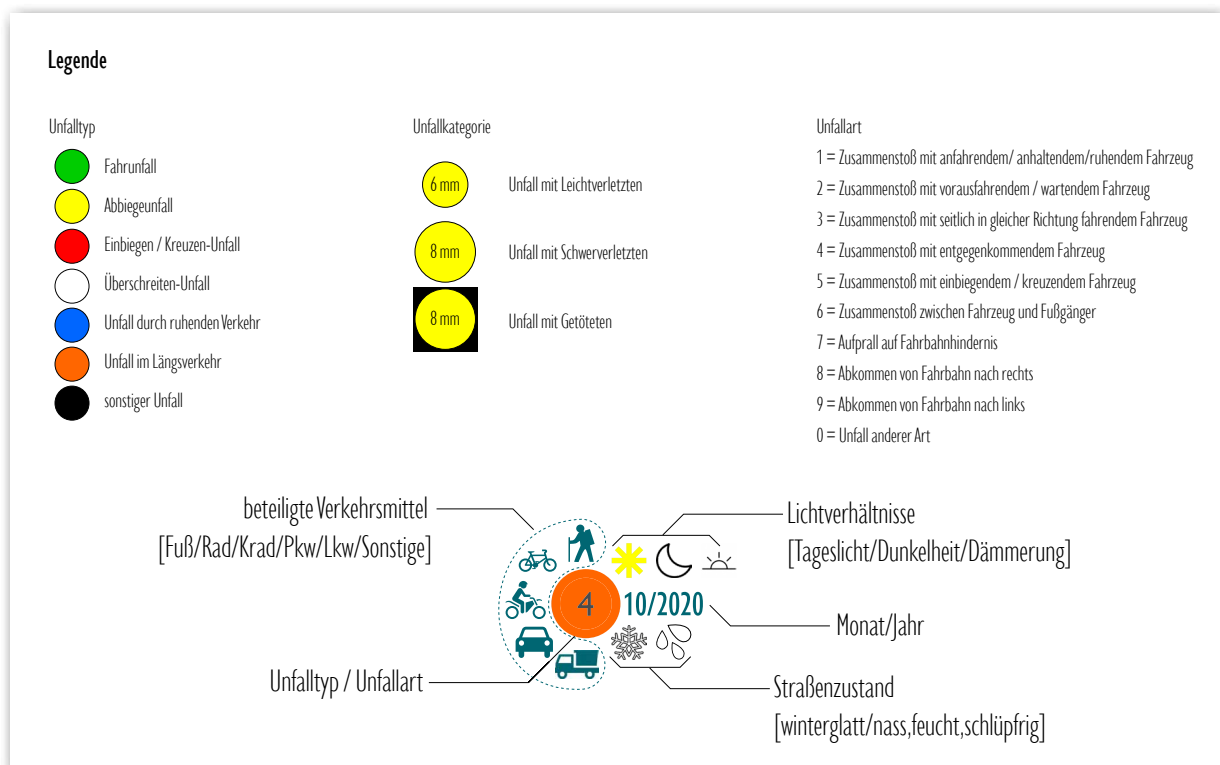 Legende
Unfalltyp
Fahrunfall
Abbiegeunfall
Einbiegen / Kreuzen-Unfall
Überschreiten-Unfall
Unfall durch ruhenden Verkehr
Unfall im Längsverkehr
sonstiger Unfall
Unfallkategorie
6 mm
Unfall mit Leichtverletzten
8 mm
Unfall mit Schwerverletzten
8 mm
Unfall mit Getöteten
Unfallart
1 = Zusammenstoß mit anfahrendem/ anhaltendem/ruhendem Fahrzeug
2 = Zusammenstoß mit vorausfahrendem / wartendem Fahrzeug
3 = Zusammenstoß mit seitlich in gleicher Richtung fahrendem Fahrzeug
4 = Zusammenstoß mit entgegenkommendem Fahrzeug
5 = Zusammenstoß mit einbiegendem / kreuzendem Fahrzeug
6 = Zusammenstoß zwischen Fahrzeug und Fußgänger
7 = Aufprall auf Fahrbahnhindernis
8 = Abkommen von Fahrbahn nach rechts
9 = Abkommen von Fahrbahn nach links
0 = Unfall anderer Art
beteiligte Verkehrsmittel
[Fuß/Rad/Krad/Pkw/Lkw/Sonstige]
Lichtverhältnisse
[Tageslicht/Dunkelheit/Dämmerung]
4
10/2020
Monat/Jahr
Unfalltyp / Unfallart
Straßenzustand
[winterglatt/nass,feucht,schlüpfrig]